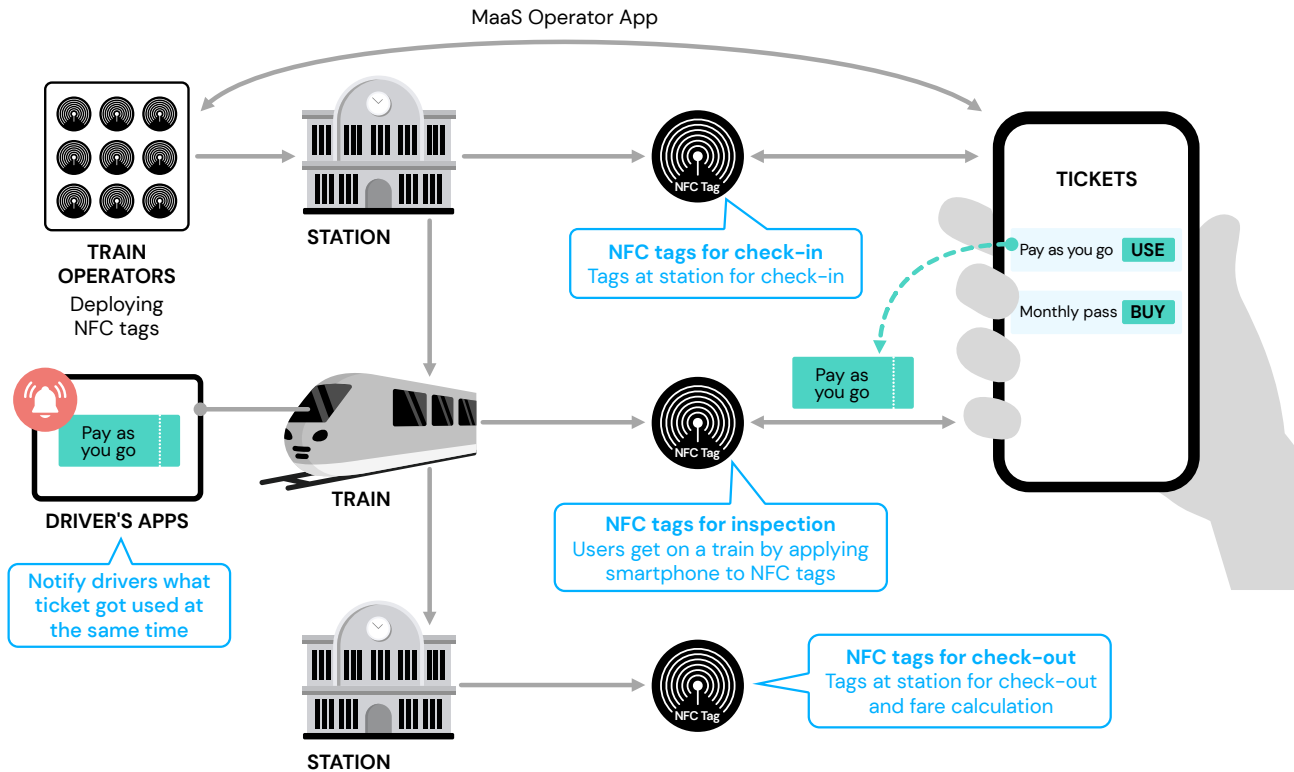 MaaS Operator App
TRAIN
OPERATORS
Deploying
NFC tags
STATION
NFC Tag
NFC tags for check-in
Tags at station for check-in
TICKETS
Pay as you go USE
Monthly pass BUY
Pay as
you go
Pay as
you go
DRIVER'S APPS
Notify drivers what
ticket got used at
the same time
TRAIN
NFC Tag
NFC tags for inspection
Users get on a train by applying
smartphone to NFC tags
STATION
NFC Tag
NFC tags for check-out
Tags at station for check-out
and fare calculation